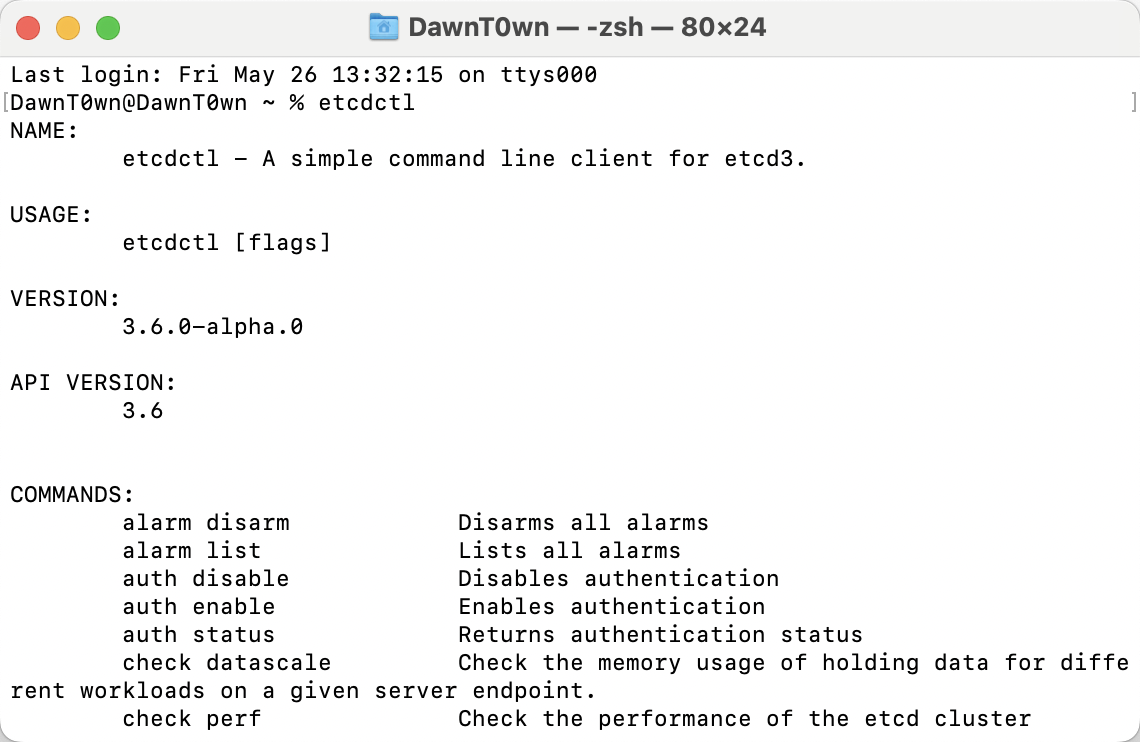 DawnT0wn — -zsh — 80×24
Last login: Fri May 26 13:32:15 on ttys000
[DawnT0wn@DawnT0wn ~ % etcdctl ]
NAME:
etcdctl - A simple command line client for etcd3.
USAGE:
etcdctl [flags]
VERSION:
3.6.0-alpha.0
API VERSION:
3.6
COMMANDS:
alarm disarm Disarms all alarms
alarm list Lists all alarms
auth disable Disables authentication
auth enable Enables authentication
auth status Returns authentication status
check datascale Check the memory usage of holding data for diffe
rent workloads on a given server endpoint.
check perf Check the performance of the etcd cluster